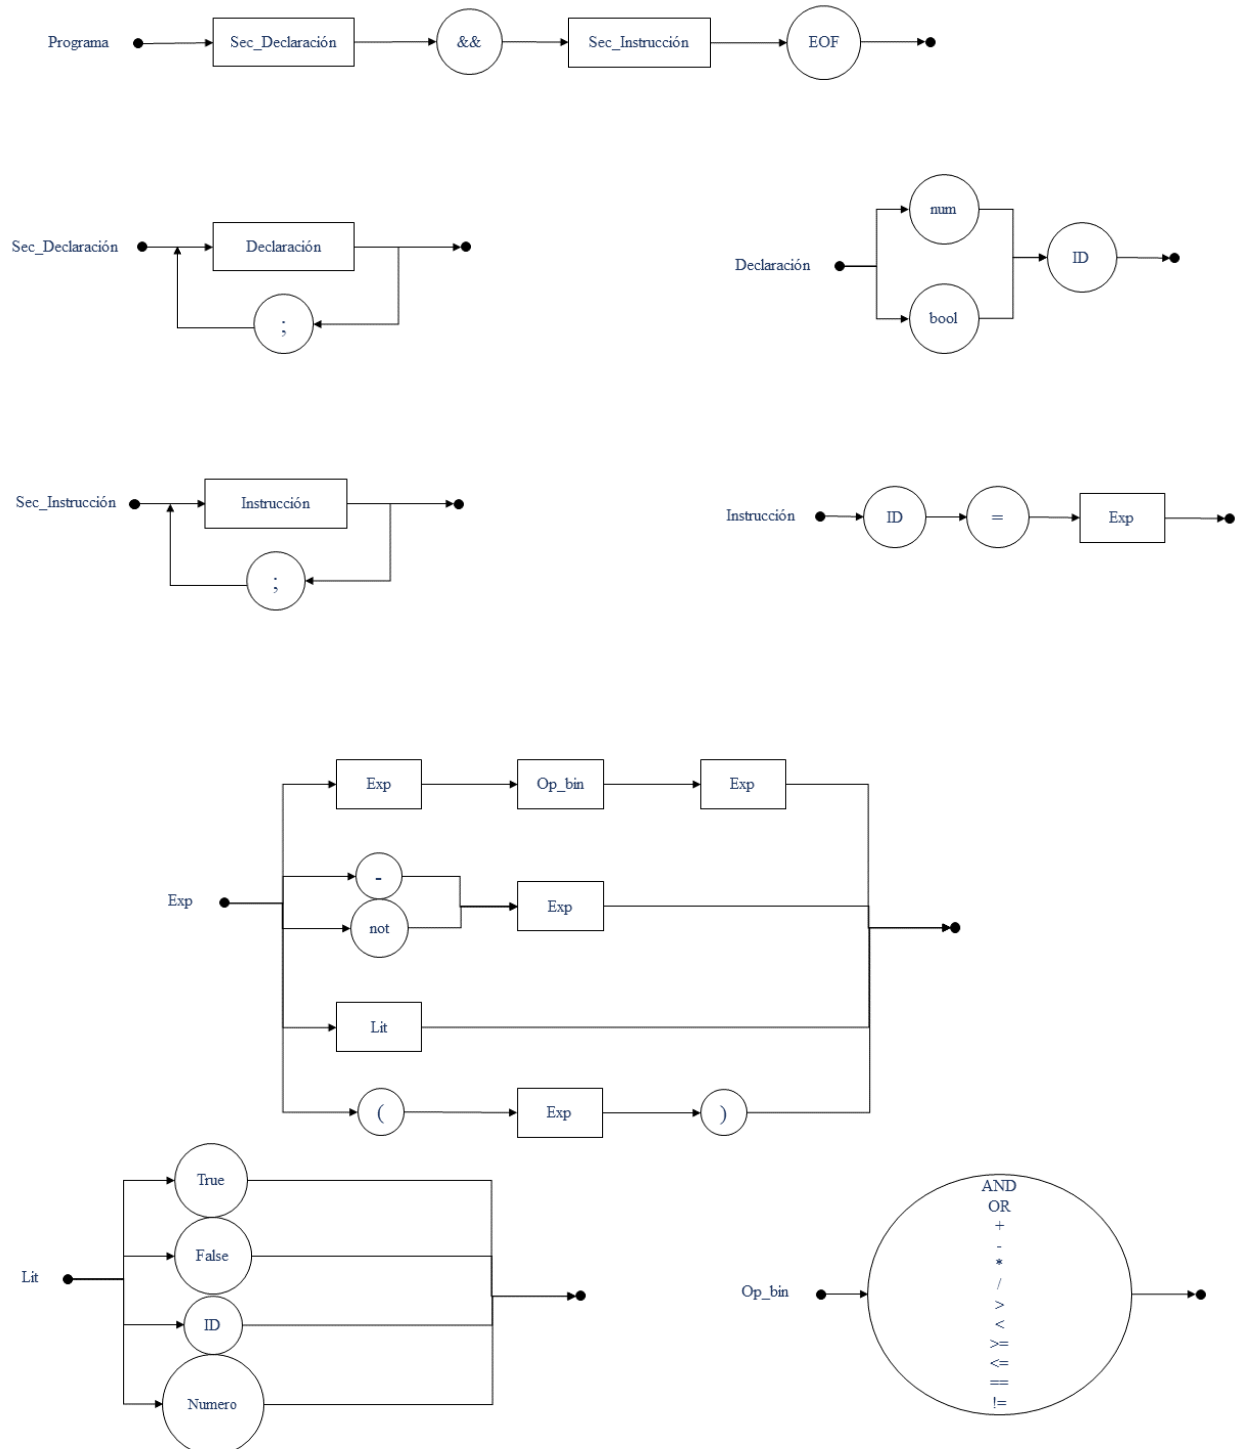 Programa
Sec_Declaración
&&
Sec_Instrucción
EOF
Sec_Declaración
Declaración
;
Declaración
num
bool
ID
Sec_Instrucción
Instrucción
;
Instrucción
ID
=
Exp
Exp
Exp
Op_bin
Exp
-
not
Exp
Lit
(
Exp
)
Lit
True
False
ID
Numero
Op_bin
AND
OR
+
-
*
/
>
<
>=
<=
==
!=